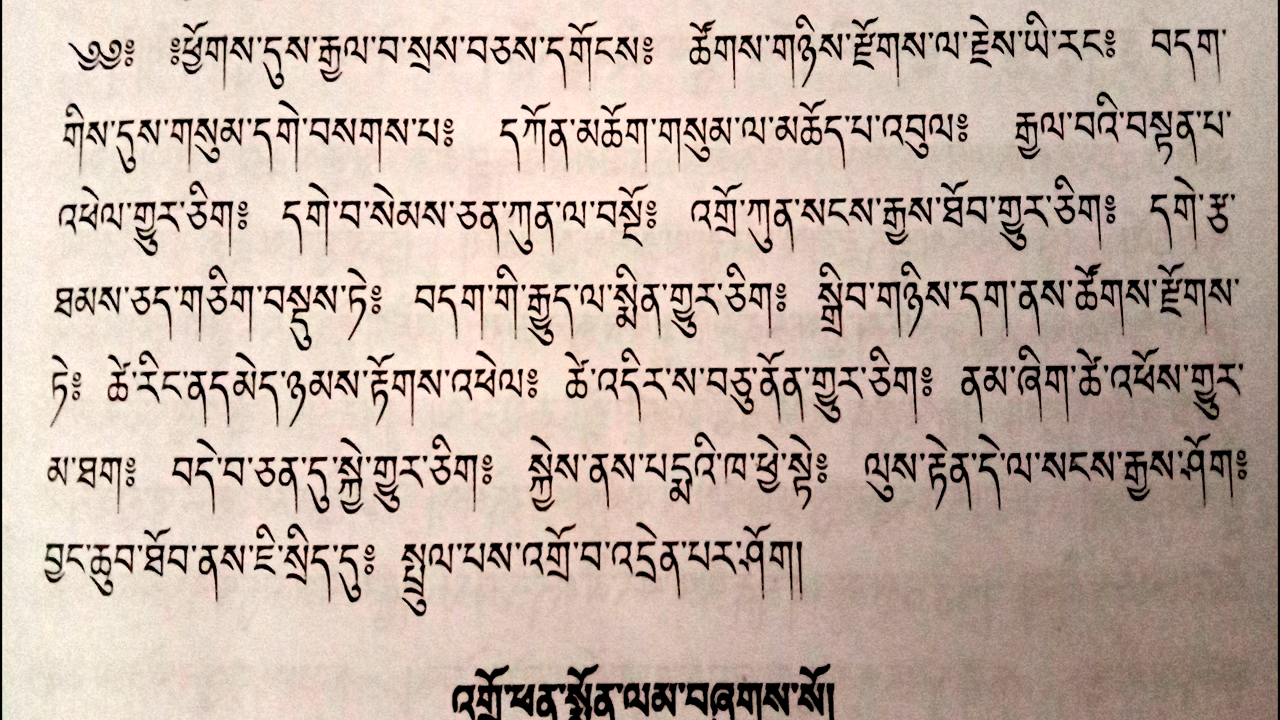 ༄༅༔ ༔ཕྱོགས་དུས་རྒྱལ་བ་སྲས་བཅས་དགོངས༔ ཚོགས་གཉིས་རྫོགས་ལ་རྗེས་ཡི་རང༔ བདག་
གིས་དུས་གསུམ་དགེ་བསགས་པ༔ དཀོན་མཆོག་གསུམ་ལ་མཆོད་པ་འབུལ༔ རྒྱལ་བའི་བསྟན་པ་
འཕེལ་གྱུར་ཅིག༔ དགེ་བ་སེམས་ཅན་ཀུན་ལ་བསྔོ༔ འགྲོ་ཀུན་སངས་རྒྱས་ཐོབ་གྱུར་ཅིག༔ དགེ་རྩ་
ཐམས་ཅད་གཅིག་བསྡུས་ཏེ༔ བདག་གི་རྒྱུད་ལ་སྨིན་གྱུར་ཅིག༔ སྒྲིབ་གཉིས་དག་ནས་ཚོགས་རྫོགས་
ཏེ༔ ཚེ་རིང་ནད་མེད་ཉམས་རྟོགས་འཕེལ༔ ཚེ་འདིར་ས་བཅུ་ནོན་གྱུར་ཅིག༔ ནམ་ཞིག་ཚེ་འཕོས་གྱུར་
མ་ཐག༔ བདེ་བ་ཅན་དུ་སྐྱེ་གྱུར་ཅིག༔ སྐྱེས་ནས་པདྨའི་ཁ་ཕྱེ་སྟེ༔ ལུས་རྟེན་དེ་ལ་སངས་རྒྱས་ཤོག༔
བྱང་ཆུབ་ཐོབ་ནས་ཇི་སྲིད་དུ༔ སྤྲུལ་པས་འགྲོ་བ་འདྲེན་པར་ཤོག།
འགྲོ་ཕན་སྨོན་ལམ་བཞུགས་སོ།